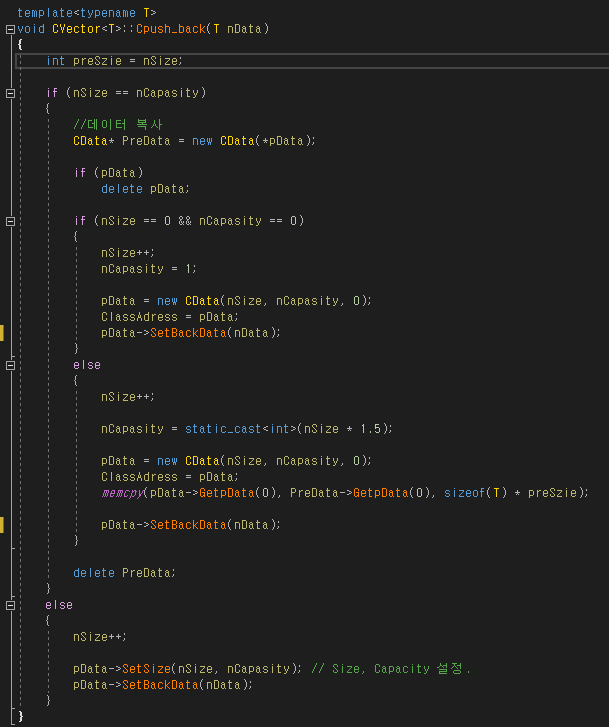 template<typename T>
void CVector<T>::Cpush_back(T nData)
{
int preSzie = nSize;
if (nSize == nCapasity)
{
//데이터 복사
CData* PreData = new CData(*pData);
if (pData)
delete pData;
if (nSize == 0 && nCapasity == 0)
{
nSize++;
nCapasity = 1;
pData = new CData(nSize, nCapasity, 0);
ClassAdress = pData;
pData->SetBackData(nData);
}
else
{
nSize++;
nCapasity = static_cast<int>(nSize * 1.5);
pData = new CData(nSize, nCapasity, 0);
ClassAdress = pData;
memcpy(pData->GetpData(0), PreData->GetpData(0), sizeof(T) * preSzie);
pData->SetBackData(nData);
}
delete PreData;
}
else
{
nSize++;
pData->SetSize(nSize, nCapasity); // Size, Capacity 설정.
pData->SetBackData(nData);
}
}